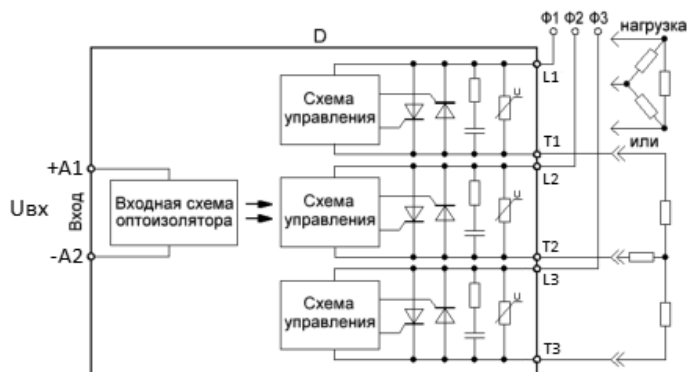 D
Ф1 Ф2 Ф3
нагрузка
или
L1
Схема
управления
u
T1
L2
+A1
Uвх
Вход
-A2
Входная схема
оптоизолятора
Схема
управления
u
T2
L3
Схема
управления
u
T3